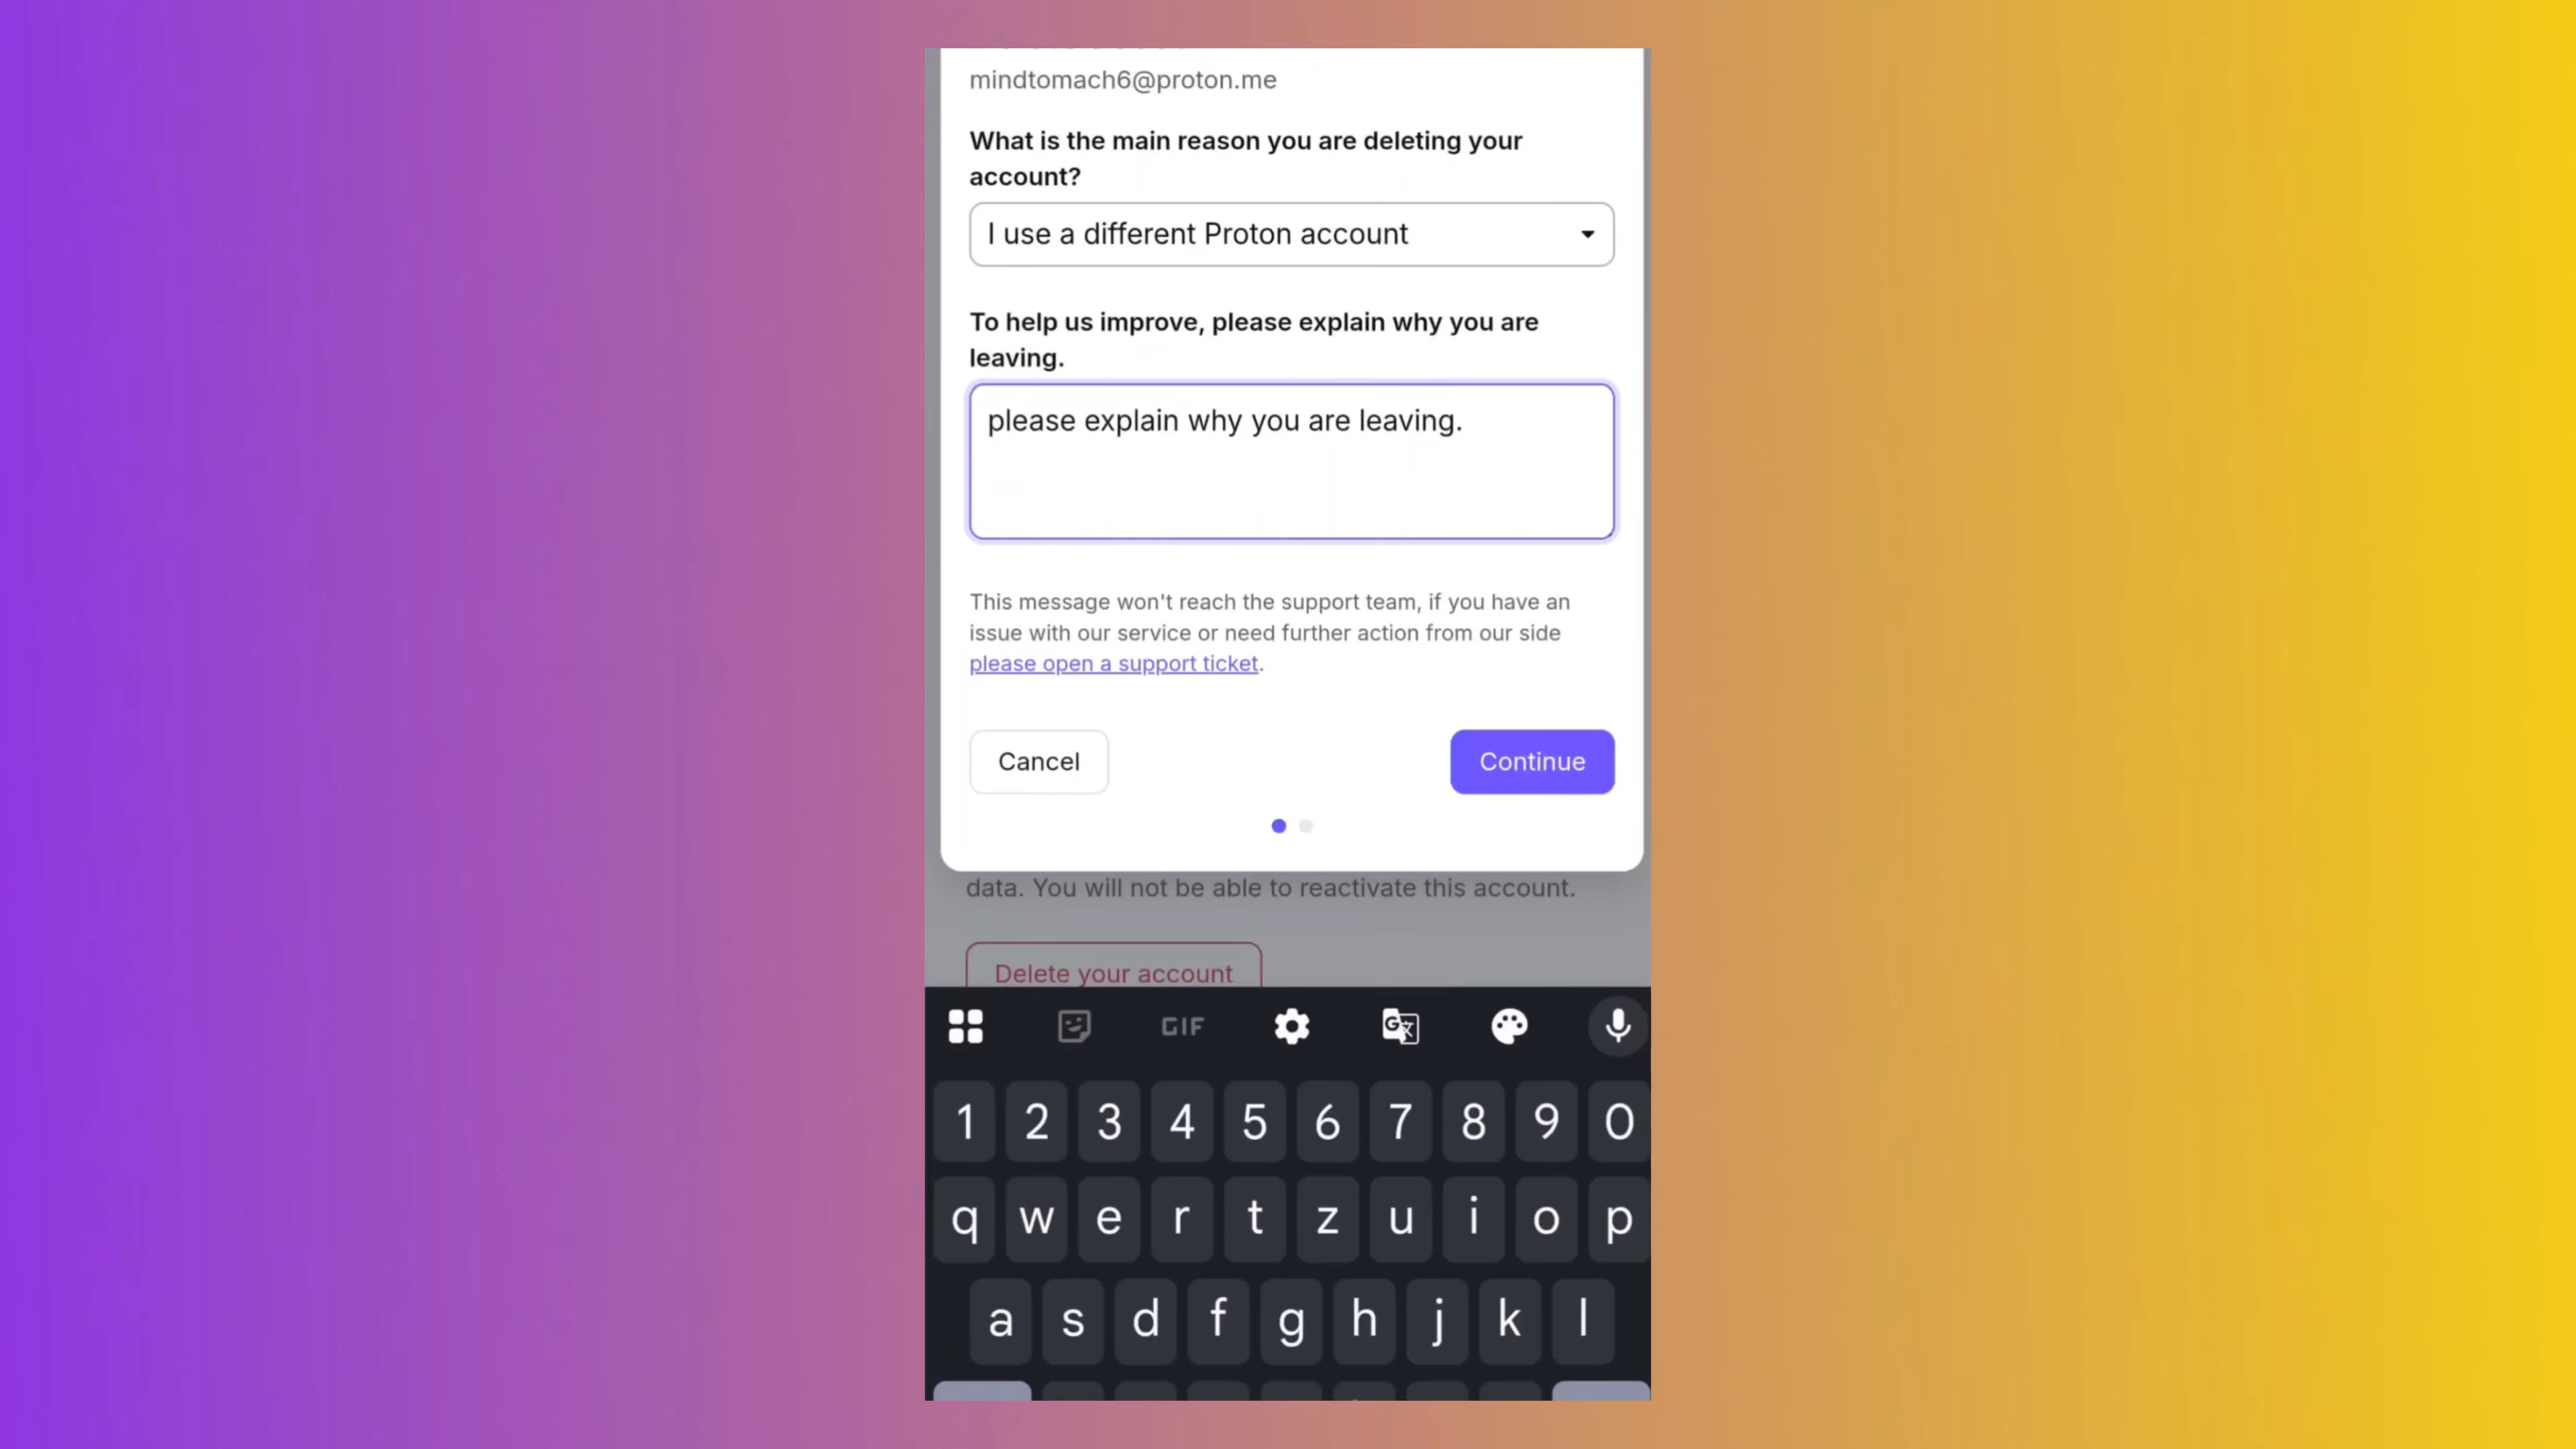 mindtomach6@proton.me
What is the main reason you are deleting your
account?
I use a different Proton account
To help us improve, please explain why you are
leaving.
please explain why you are leaving.
This message won't reach the support team, if you have an
issue with our service or need further action from our side
please open a support ticket.
Cancel
Continue
data. You will not be able to reactivate this account.
Delete your account
GIF
1 2 3 4 5 6 7 8 9 0
q w e r t z u i o p
a s d f g h j k l